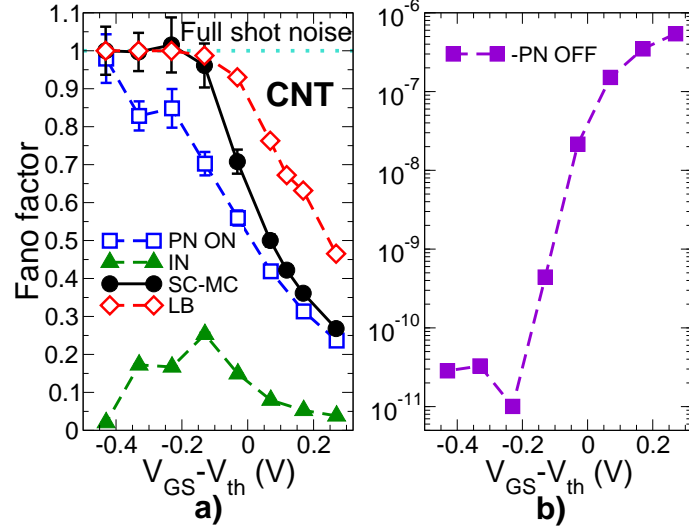 Full shot noise
CNT
Fano factor
1
0.9
0.8
0.7
0.6
0.5
0.4
0.3
0.2
0.1
0
PN ON
IN
SC-MC
LB
-0.4 -0.2 0 0.2
V_GS-V_th (V)
a)
-PN OFF
10^-6
10^-7
10^-8
10^-9
10^-10
10^-11
-0.4 -0.2 0 0.2
V_GS-V_th (V)
b)